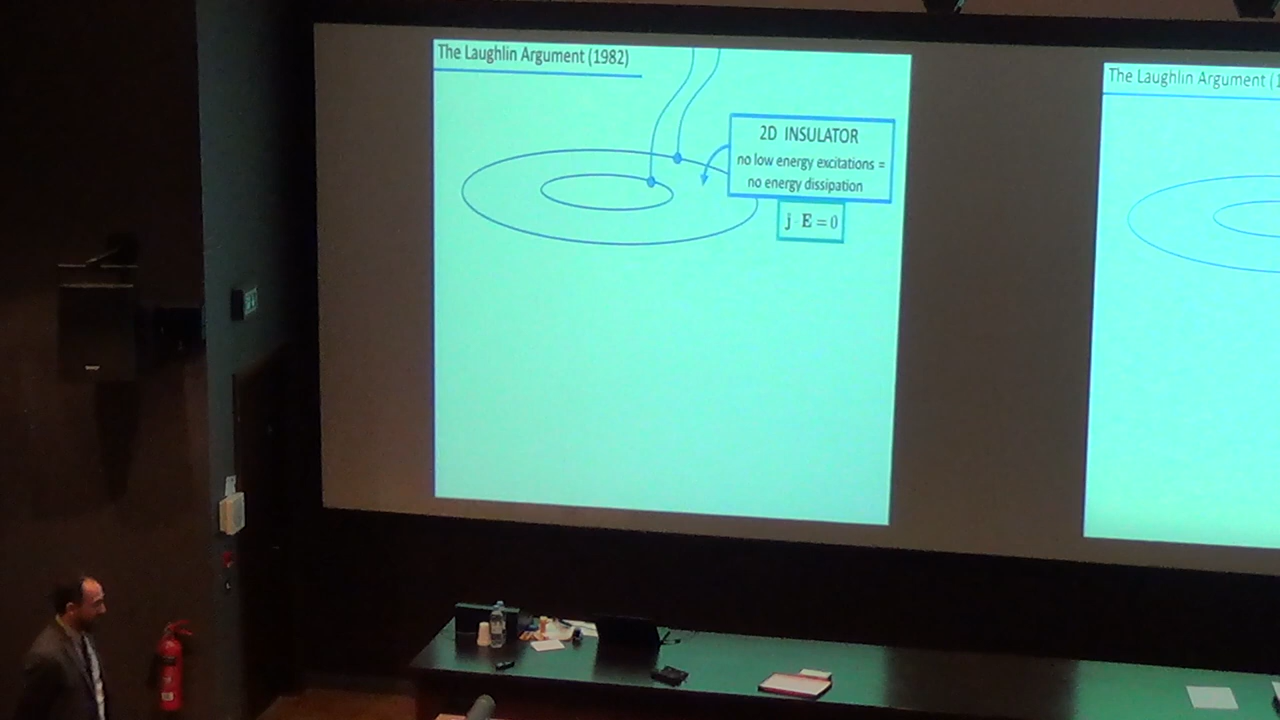 The Laughlin Argument (1982)
2D INSULATOR
no low energy excitations =
no energy dissipation
j · E = 0
The Laughlin Argument (1